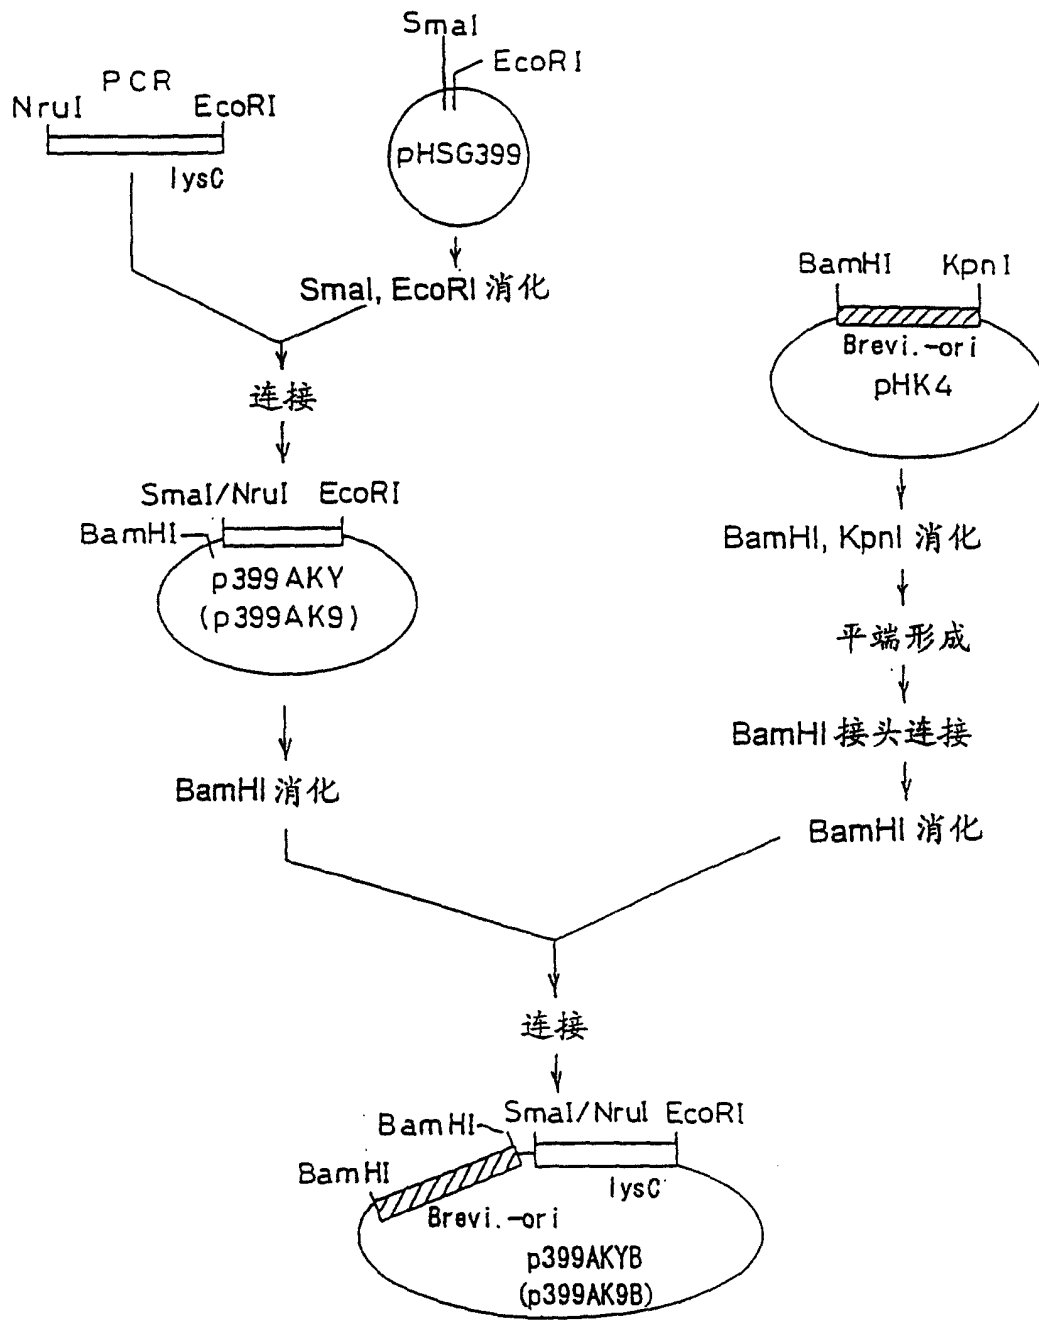 SmaI
EcoRI
PCR
NruI
EcoRI
pHSG399
lysC
SmaI, EcoRI 消化
BamHI
KpnI
Brevi.-ori
pHK4
连接
SmaI/NruI
EcoRI
BamHI
BamHI, KpnI 消化
p399AKY
(p399AK9)
平端形成
BamHI 接头连接
BamHI 消化
BamHI 消化
连接
SmaI/NruI
EcoRI
BamHI
BamHI
lysC
Brevi.-ori
p399AKYB
(p399AK9B)